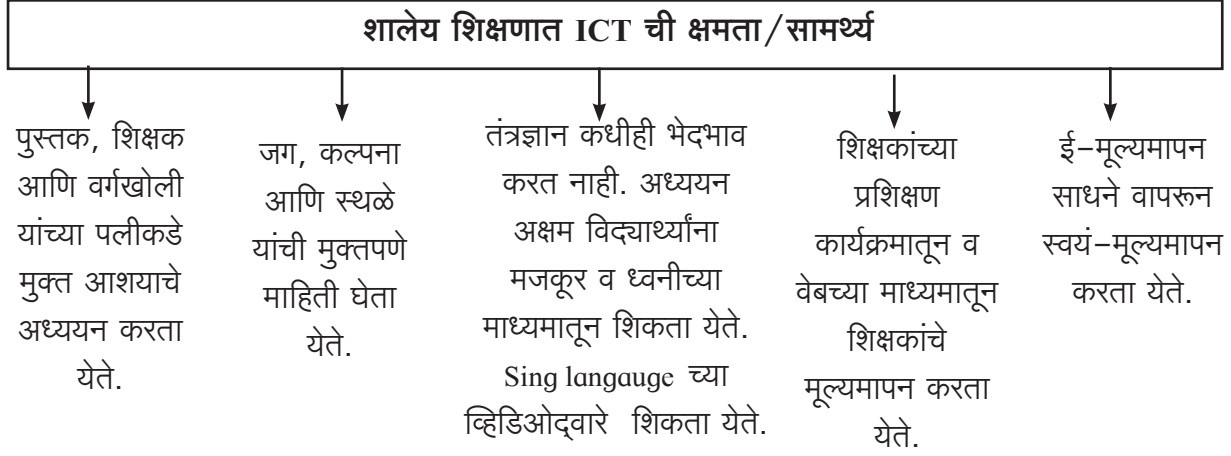 शालेय शिक्षणात ICT ची क्षमता/सामर्थ्य
पुस्तक, शिक्षक
आणि वर्गखोली
यांच्या पलीकडे
मुक्त आशयाचे
अध्ययन करता
येते.
जग, कल्पना
आणि स्थळे
यांची मुक्तपणे
माहिती घेता
येते.
तंत्रज्ञान कधीही भेदभाव
करत नाही. अध्ययन
अक्षम विद्यार्थ्यांना
मजकूर व ध्वनीच्या
माध्यमातून शिकता येते.
Sing langauge च्या
व्हिडिओद्‌वारे शिकता येते.
शिक्षकांच्या
प्रशिक्षण
कार्यक्रमातून व
वेबच्या माध्यमातून
शिक्षकांचे
मूल्यमापन करता
येते.
ई-मूल्यमापन
साधने वापरून
स्वयं-मूल्यमापन
करता येते.